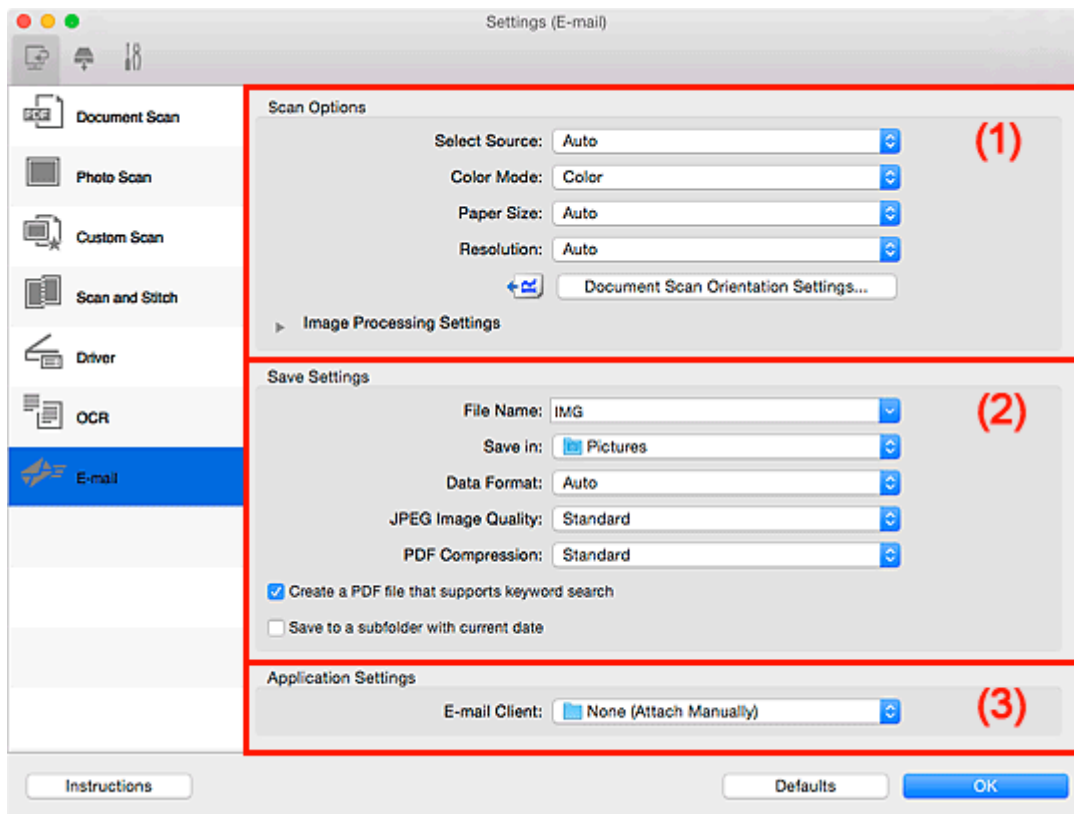 Settings (E-mail)
Document Scan
Photo Scan
Custom Scan
Scan and Stitch
Driver
OCR
E-mail
Scan Options
(1)
Select Source: Auto
Color Mode: Color
Paper Size: Auto
Resolution: Auto
Document Scan Orientation Settings...
Image Processing Settings
Save Settings
(2)
File Name: IMG
Save in: Pictures
Data Format: Auto
JPEG Image Quality: Standard
PDF Compression: Standard
Create a PDF file that supports keyword search
Save to a subfolder with current date
Application Settings
(3)
E-mail Client: None (Attach Manually)
Instructions
Defaults
OK